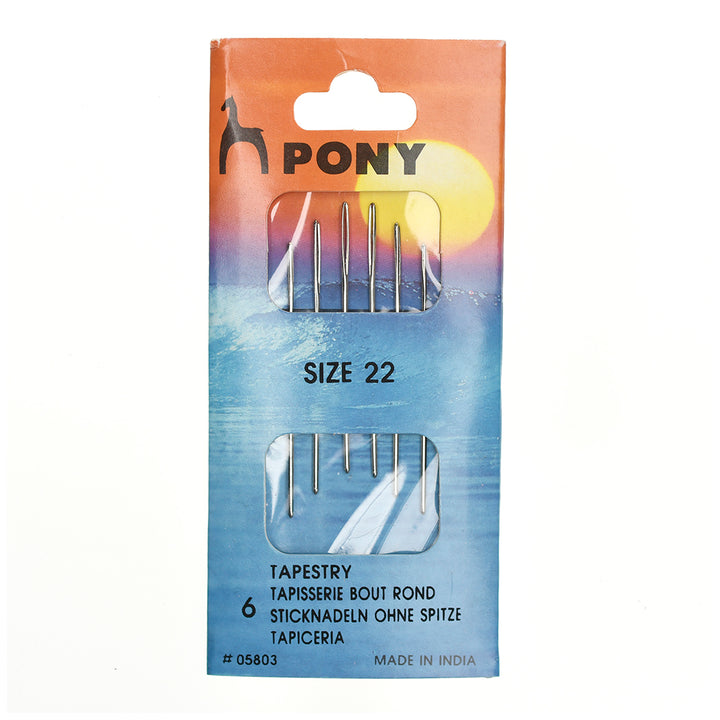 PONY
SIZE 22
TAPESTRY
TAPISSERIE BOUT ROND
6
STICKNADELN OHNE SPITZE
TAPICERIA
# 05803
MADE IN INDIA